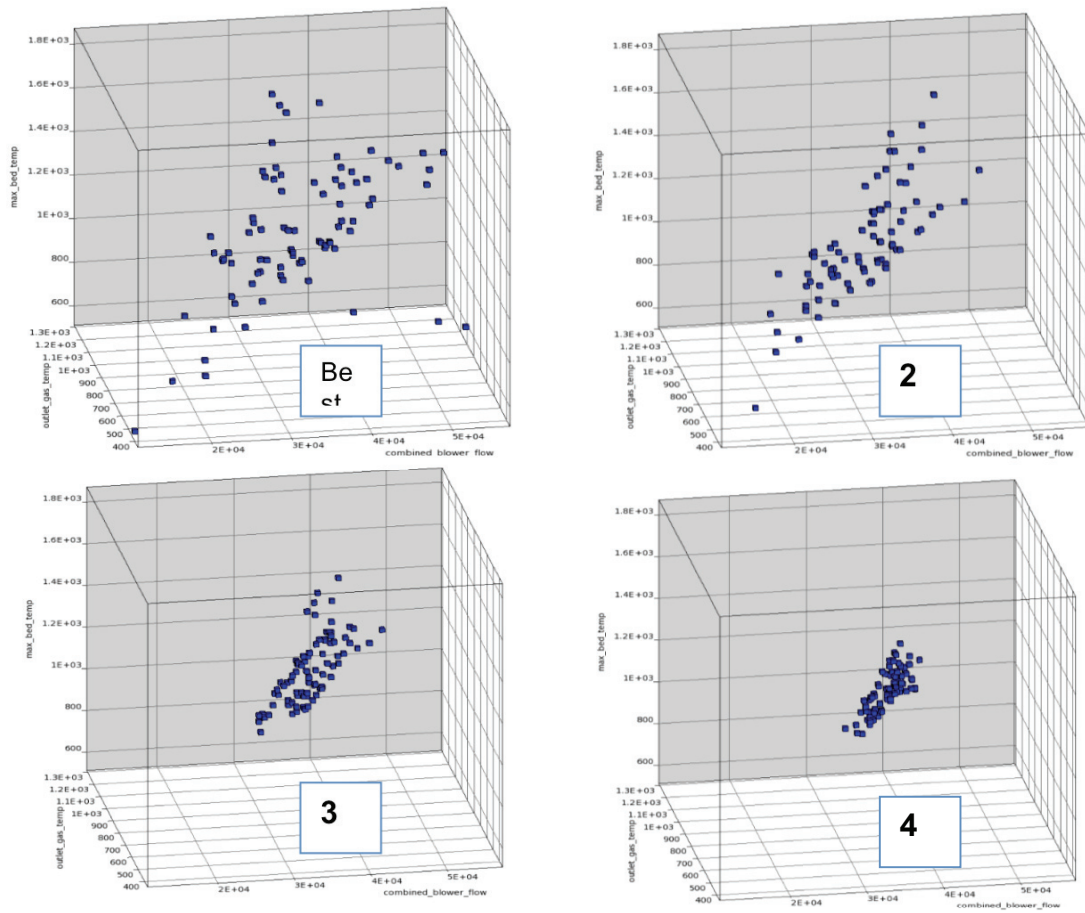 1.8E+03
1.6E+03
1.4E+03
1.2E+03
1E+03
800
600
max_bed_temp
1.3E+03
1.2E+03
1.1E+03
1E+03
900
800
700
600
500
400
outlet_gas_temp
2E+04
3E+04
4E+04
5E+04
combined_blower_flow
Be
st
1.8E+03
1.6E+03
1.4E+03
1.2E+03
1E+03
800
600
max_bed_temp
1.3E+03
1.2E+03
1.1E+03
1E+03
900
800
700
600
500
400
outlet_gas_temp
2E+04
3E+04
4E+04
5E+04
combined_blower_flow
2
1.8E+03
1.6E+03
1.4E+03
1.2E+03
1E+03
800
600
max_bed_temp
1.3E+03
1.2E+03
1.1E+03
1E+03
900
800
700
600
500
400
outlet_gas_temp
2E+04
3E+04
4E+04
5E+04
combined_blower_flow
3
1.8E+03
1.6E+03
1.4E+03
1.2E+03
1E+03
800
600
max_bed_temp
1.3E+03
1.2E+03
1.1E+03
1E+03
900
800
700
600
500
400
outlet_gas_temp
2E+04
3E+04
4E+04
5E+04
combined_blower_flow
4